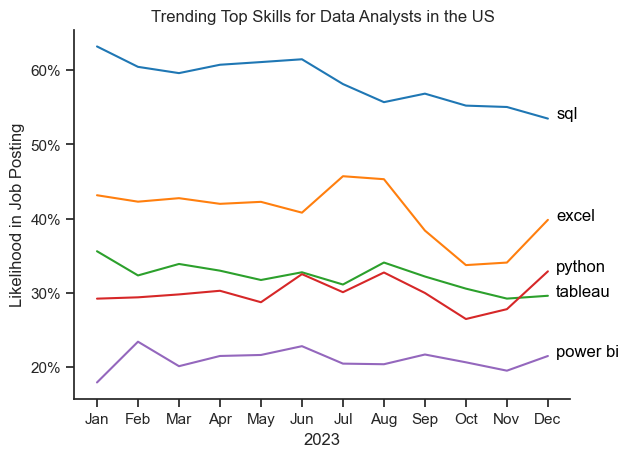 Trending Top Skills for Data Analysts in the US
Likelihood in Job Posting
60%
50%
40%
30%
20%
sql
excel
python
tableau
power bi
Jan Feb Mar Apr May Jun Jul Aug Sep Oct Nov Dec
2023